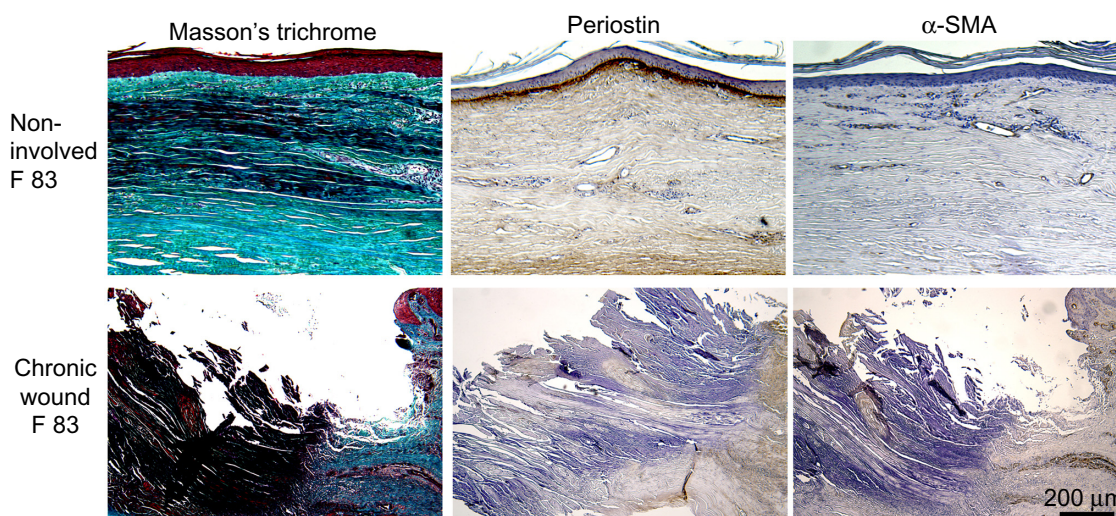 Masson's trichrome
Periostin
α-SMA
Non-
involved
F 83
Chronic
wound
F 83
200 μm